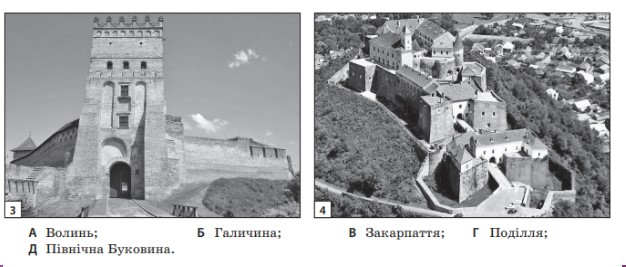 3 4
А Волинь; Б Галичина; В Закарпаття; Г Поділля;
Д Північна Буковина.